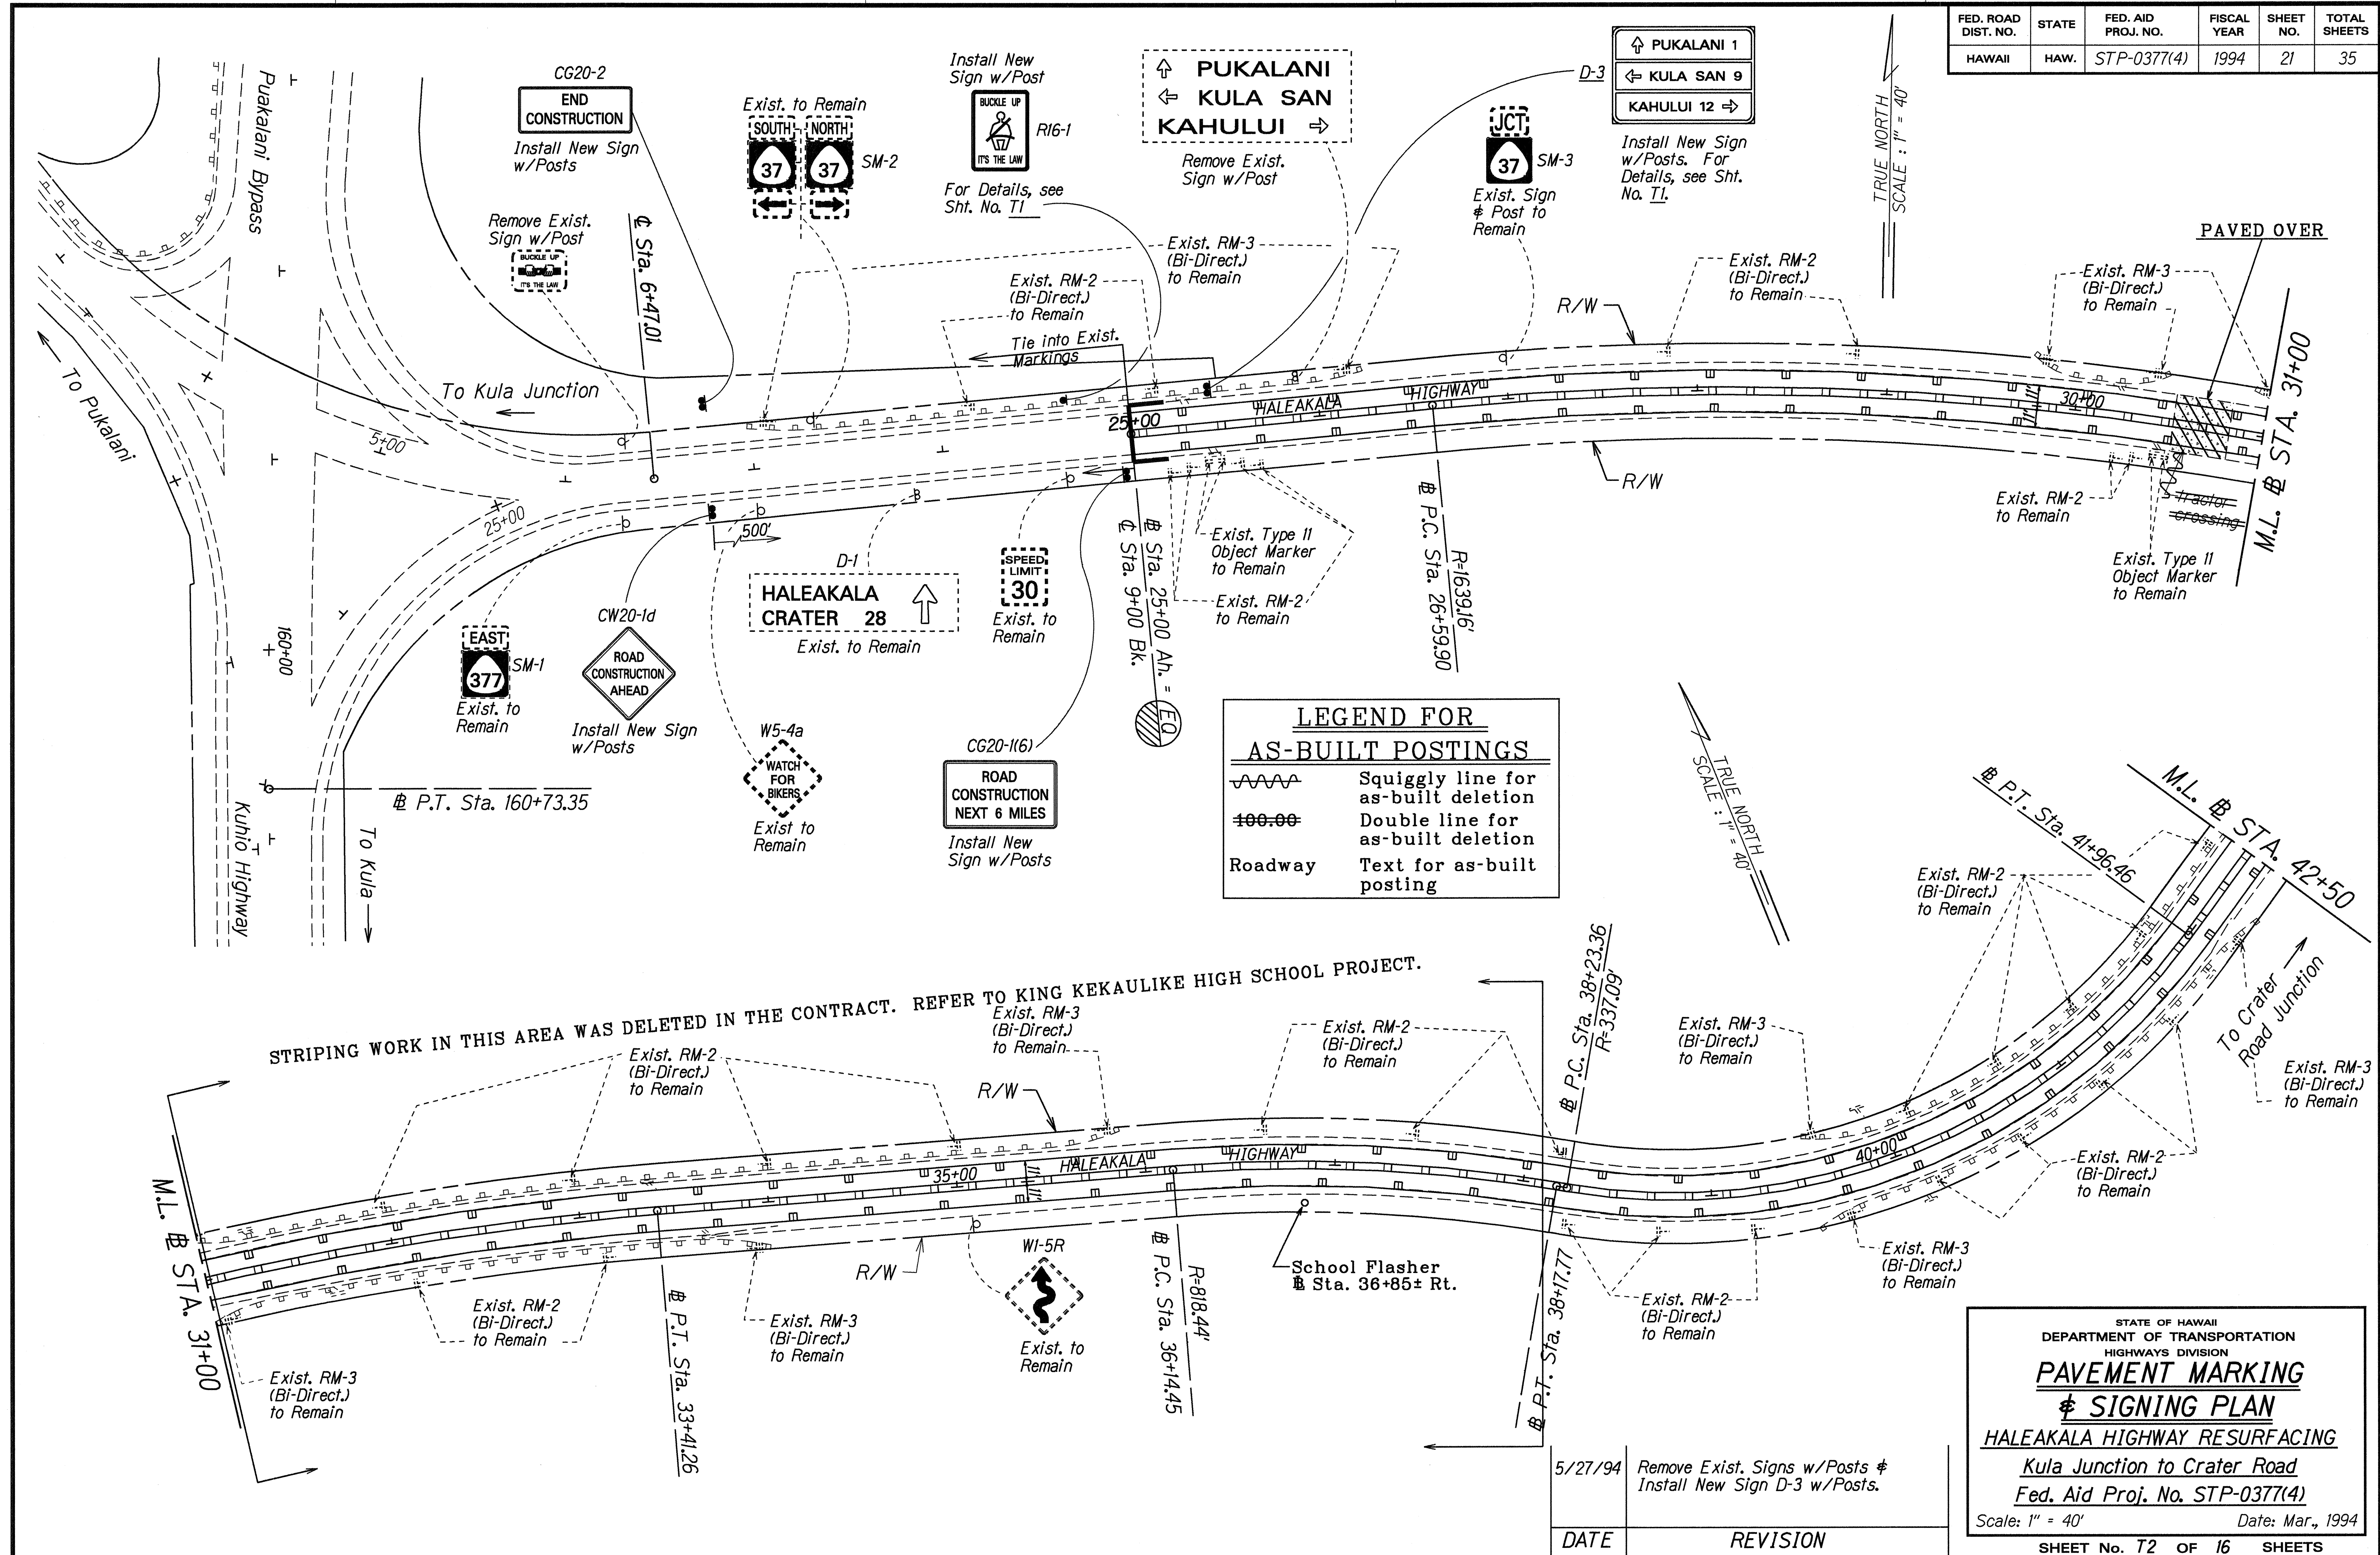 FED. ROAD DIST. NO.
STATE
FED. AID PROJ. NO.
FISCAL YEAR
SHEET NO.
TOTAL SHEETS
HAWAII
HAW.
STP-0377(4)
1994
21
35
Puakalani Bypass
CG20-2
END
CONSTRUCTION
Install New Sign
w/Posts
Remove Exist.
Sign w/Post
BUCKLE UP
IT'S THE LAW
℄ Sta. 6+47.01
Exist. to Remain
SOUTH
NORTH
37
37
SM-2
Install New
Sign w/Post
BUCKLE UP
IT'S THE LAW
R16-1
For Details, see
Sht. No. T1
PUKALANI
KULA SAN
KAHULUI
Remove Exist.
Sign w/Post
D-3
PUKALANI 1
KULA SAN 9
KAHULUI 12
Install New Sign
w/Posts. For
Details, see Sht.
No. T1.
JCT
37
SM-3
Exist. Sign
& Post to
Remain
TRUE NORTH
SCALE : 1" = 40'
PAVED OVER
Exist. RM-3
(Bi-Direct.)
to Remain
Exist. RM-2
(Bi-Direct.)
to Remain
Exist. RM-2
(Bi-Direct.)
to Remain
Exist. RM-3
(Bi-Direct.)
to Remain
Tie into Exist.
Markings
R/W
To Kula Junction
To Pukalani
5+00
25+00
25+00
HALEAKALA
HIGHWAY
30+00
11'
11'
M.L. B STA. 31+00
R/W
500'
Exist. RM-2
to Remain
tractor
crossing
Exist. Type 11
Object Marker
to Remain
Exist. Type 11
Object Marker
to Remain
Exist. RM-2
to Remain
B P.C. Sta. 26+59.90
R=1639.16'
B Sta. 25+00 Ah. =
℄ Sta. 9+00 Bk.
EQ
D-1
HALEAKALA
CRATER 28
Exist. to Remain
SPEED
LIMIT
30
Exist. to
Remain
160+00
EAST
377
SM-1
Exist. to
Remain
CW20-1d
ROAD
CONSTRUCTION
AHEAD
Install New Sign
w/Posts
W5-4a
WATCH
FOR
BIKERS
Exist to
Remain
CG20-1(6)
ROAD
CONSTRUCTION
NEXT 6 MILES
Install New
Sign w/Posts
B P.T. Sta. 160+73.35
Kuhio Highway
To Kula
LEGEND FOR
AS-BUILT POSTINGS
Squiggly line for
as-built deletion
100.00
Double line for
as-built deletion
Roadway
Text for as-built
posting
TRUE NORTH
SCALE : 1" = 40'
B P.T. Sta. 41+96.46
M.L. B STA. 42+50
Exist. RM-2
(Bi-Direct.)
to Remain
To Crater
Road Junction
Exist. RM-3
(Bi-Direct.)
to Remain
STRIPING WORK IN THIS AREA WAS DELETED IN THE CONTRACT. REFER TO KING KEKAULIKE HIGH SCHOOL PROJECT.
Exist. RM-2
(Bi-Direct.)
to Remain
Exist. RM-3
(Bi-Direct.)
to Remain
Exist. RM-2
(Bi-Direct.)
to Remain
B P.C. Sta. 38+23.36
R=337.09'
Exist. RM-3
(Bi-Direct.)
to Remain
R/W
35+00
11'
11'
HALEAKALA
HIGHWAY
40+00
Exist. RM-2
(Bi-Direct.)
to Remain
M.L. B STA. 31+00
Exist. RM-3
(Bi-Direct.)
to Remain
Exist. RM-2
(Bi-Direct.)
to Remain
B P.T. Sta. 33+41.26
Exist. RM-3
(Bi-Direct.)
to Remain
R/W
W1-5R
Exist. to
Remain
B P.C. Sta. 36+14.45
R=818.44'
School Flasher
B Sta. 36+85± Rt.
B P.T. Sta. 38+17.77
Exist. RM-2
(Bi-Direct.)
to Remain
Exist. RM-3
(Bi-Direct.)
to Remain
5/27/94
Remove Exist. Signs w/Posts &
Install New Sign D-3 w/Posts.
DATE
REVISION
STATE OF HAWAII
DEPARTMENT OF TRANSPORTATION
HIGHWAYS DIVISION
PAVEMENT MARKING
& SIGNING PLAN
HALEAKALA HIGHWAY RESURFACING
Kula Junction to Crater Road
Fed. Aid Proj. No. STP-0377(4)
Scale: 1" = 40'
Date: Mar., 1994
SHEET No. T2 OF 16 SHEETS